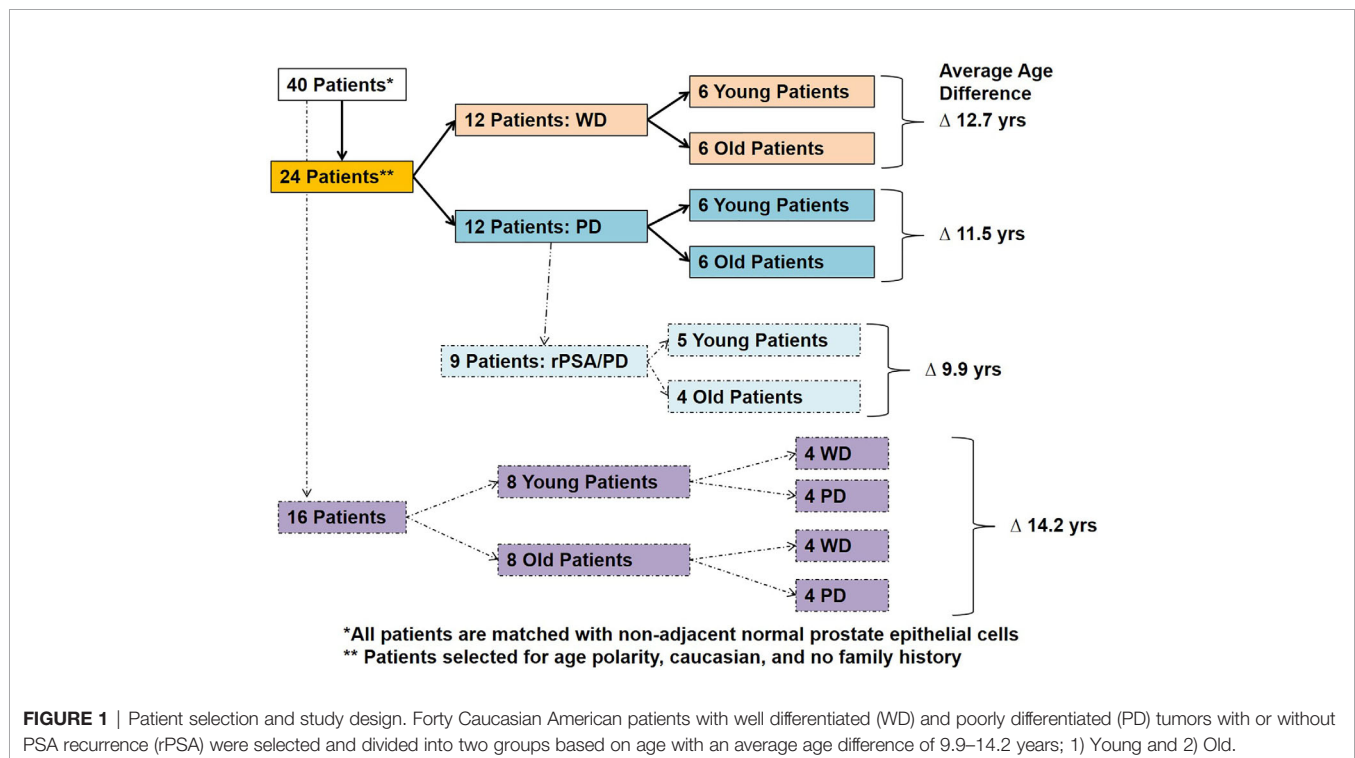 40 Patients*
24 Patients**
12 Patients: WD
6 Young Patients
6 Old Patients
Average Age
Difference
Δ 12.7 yrs
12 Patients: PD
6 Young Patients
6 Old Patients
Δ 11.5 yrs
9 Patients: rPSA/PD
5 Young Patients
4 Old Patients
Δ 9.9 yrs
16 Patients
8 Young Patients
4 WD
4 PD
8 Old Patients
4 WD
4 PD
Δ 14.2 yrs
*All patients are matched with non-adjacent normal prostate epithelial cells
** Patients selected for age polarity, caucasian, and no family history
FIGURE 1 | Patient selection and study design. Forty Caucasian American patients with well differentiated (WD) and poorly differentiated (PD) tumors with or without
PSA recurrence (rPSA) were selected and divided into two groups based on age with an average age difference of 9.9–14.2 years; 1) Young and 2) Old.